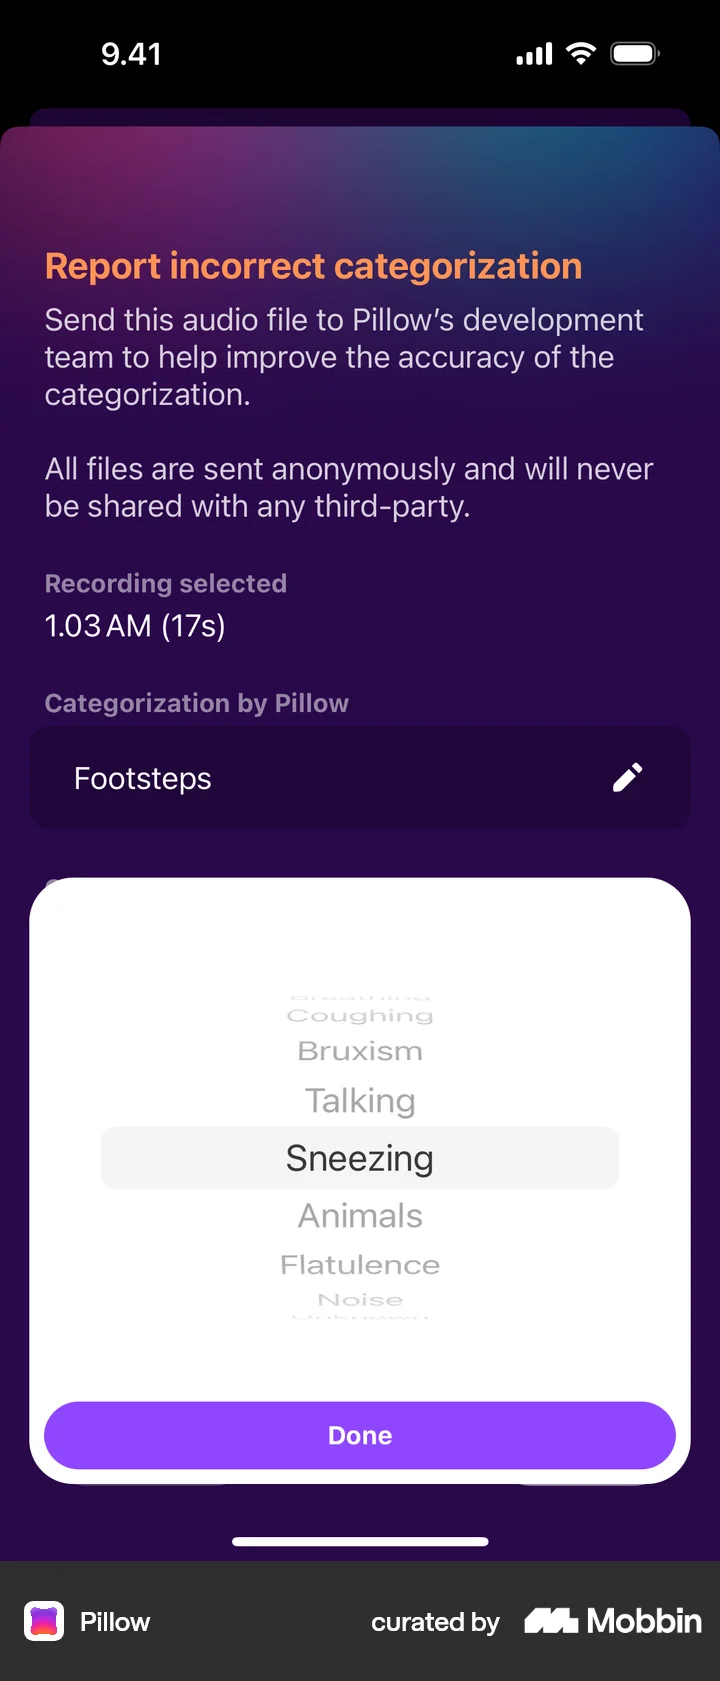 9.41
Report incorrect categorization
Send this audio file to Pillow's development
team to help improve the accuracy of the
categorization.
All files are sent anonymously and will never
be shared with any third-party.
Recording selected
1.03 AM (17s)
Categorization by Pillow
Footsteps
Breathing
Coughing
Bruxism
Talking
Sneezing
Animals
Flatulence
Noise
Unknown
Done
Pillow
curated by Mobbin